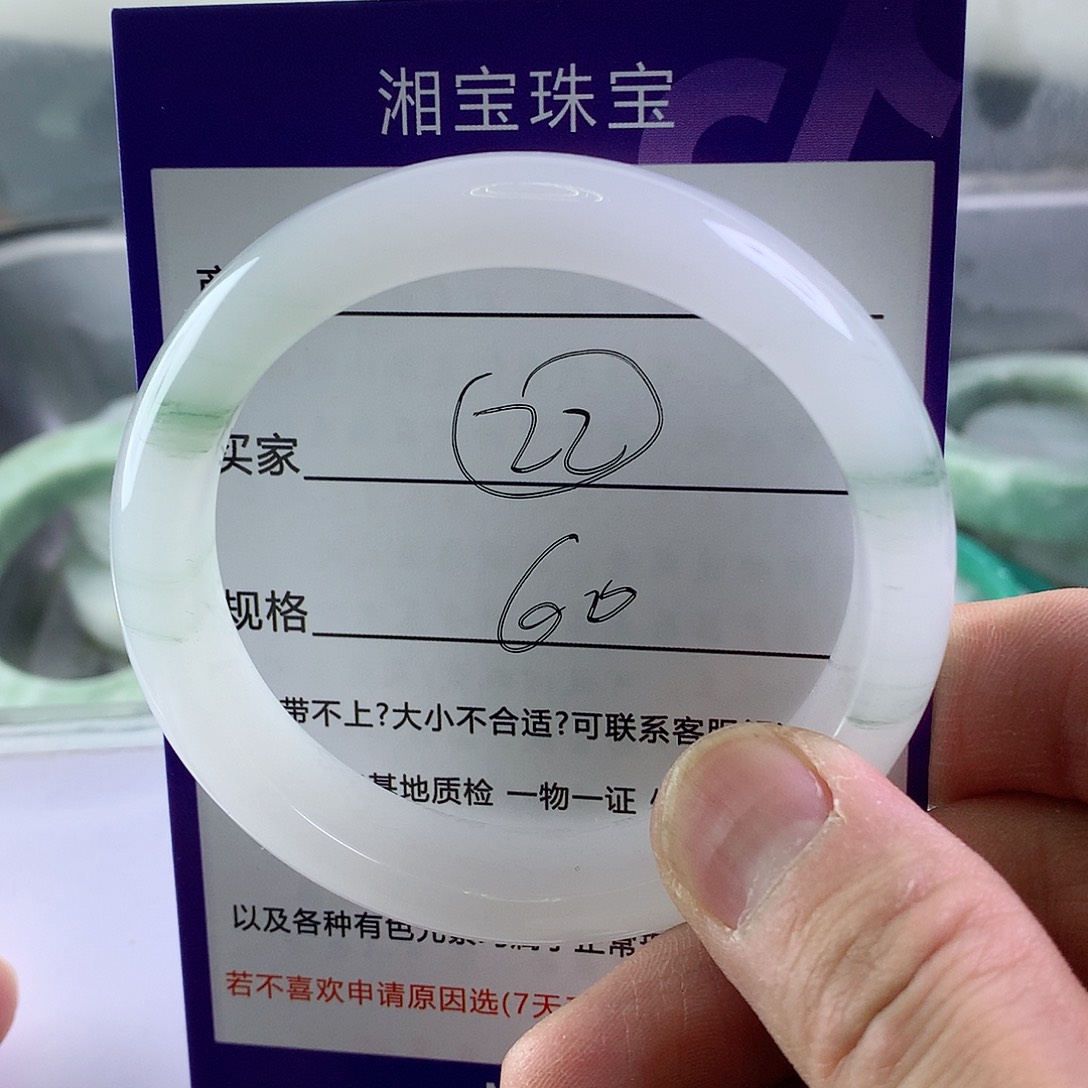 湘宝珠宝
买家 22
规格 60
带不上?大小不合适?可联系客服
基地质检 一物一证
以及各种有色元素
若不喜欢申请原因选(7天